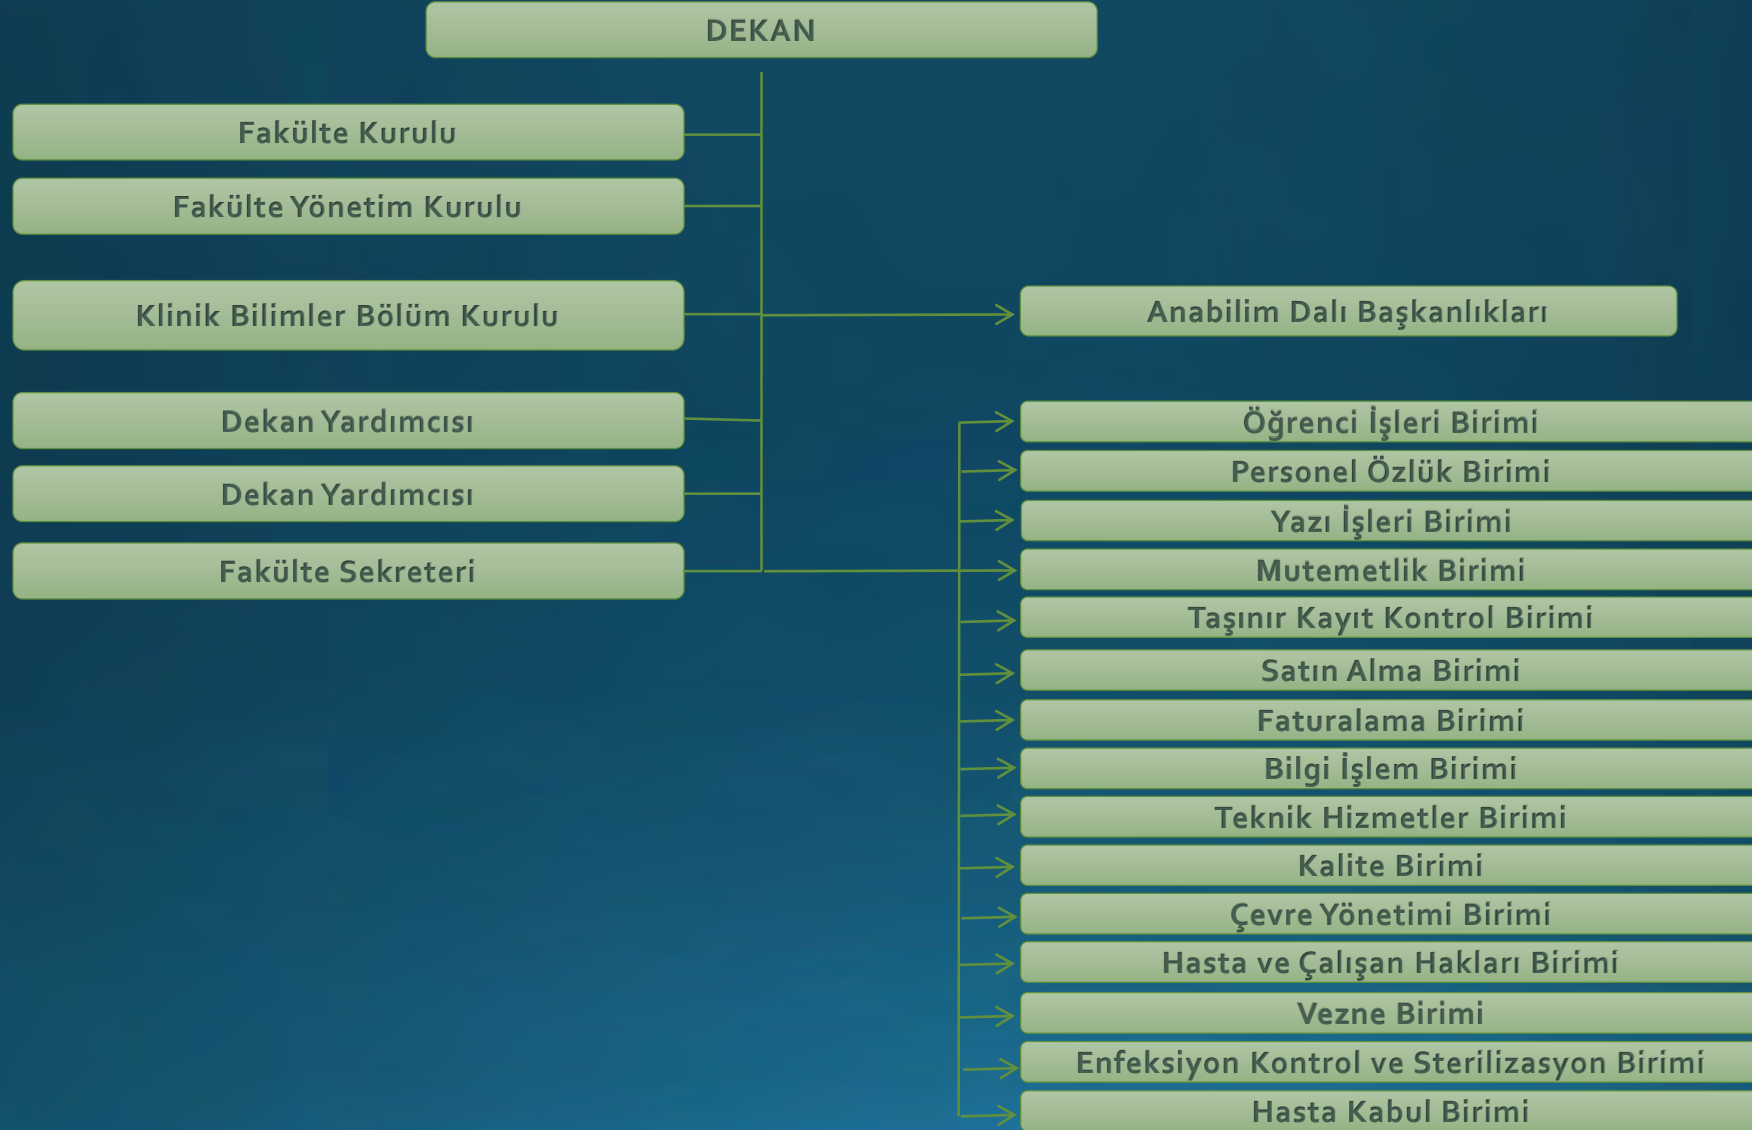 DEKAN
Fakülte Kurulu
Fakülte Yönetim Kurulu
Klinik Bilimler Bölüm Kurulu
Anabilim Dalı Başkanlıkları
Dekan Yardımcısı
Dekan Yardımcısı
Fakülte Sekreteri
Öğrenci İşleri Birimi
Personel Özlük Birimi
Yazı İşleri Birimi
Mutemetlik Birimi
Taşınır Kayıt Kontrol Birimi
Satın Alma Birimi
Faturalama Birimi
Bilgi İşlem Birimi
Teknik Hizmetler Birimi
Kalite Birimi
Çevre Yönetimi Birimi
Hasta ve Çalışan Hakları Birimi
Vezne Birimi
Enfeksiyon Kontrol ve Sterilizasyon Birimi
Hasta Kabul Birimi